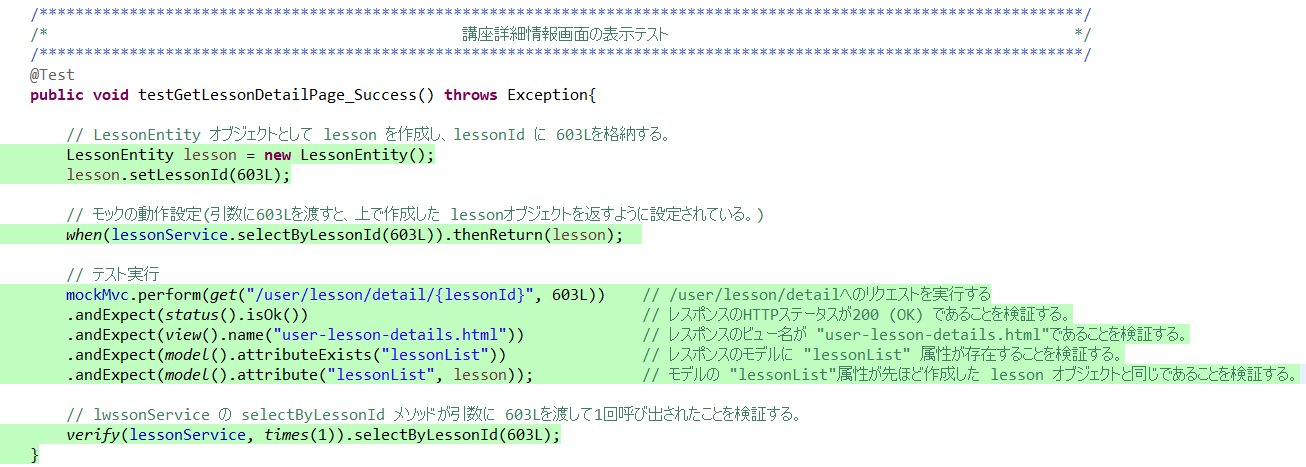 /********************************************************************************************************************/
/* 講座詳細情報画面の表示テスト */
/********************************************************************************************************************/
@Test
public void testGetLessonDetailPage_Success() throws Exception{
// LessonEntity オブジェクトとして lesson を作成し、lessonId に 603Lを格納する。
LessonEntity lesson = new LessonEntity();
lesson.setLessonId(603L);
// モックの動作設定(引数に603Lを渡すと、上で作成した lessonオブジェクトを返すように設定されている。)
when(lessonService.selectByLessonId(603L)).thenReturn(lesson);
// テスト実行
mockMvc.perform(get("/user/lesson/detail/{lessonId}", 603L)) // /user/lesson/detailへのリクエストを実行する
.andExpect(status().isOk()) // レスポンスのHTTPステータスが200 (OK) であることを検証する。
.andExpect(view().name("user-lesson-details.html")) // レスポンスのビュー名が "user-lesson-details.html"であることを検証する。
.andExpect(model().attributeExists("lessonList")) // レスポンスのモデルに "lessonList" 属性が存在することを検証する。
.andExpect(model().attribute("lessonList", lesson)); // モデルの "lessonList"属性が先ほど作成した lesson オブジェクトと同じであることを検証する。
// lwssonService の selectByLessonId メソッドが引数に 603Lを渡して1回呼び出されたことを検証する。
verify(lessonService, times(1)).selectByLessonId(603L);
}